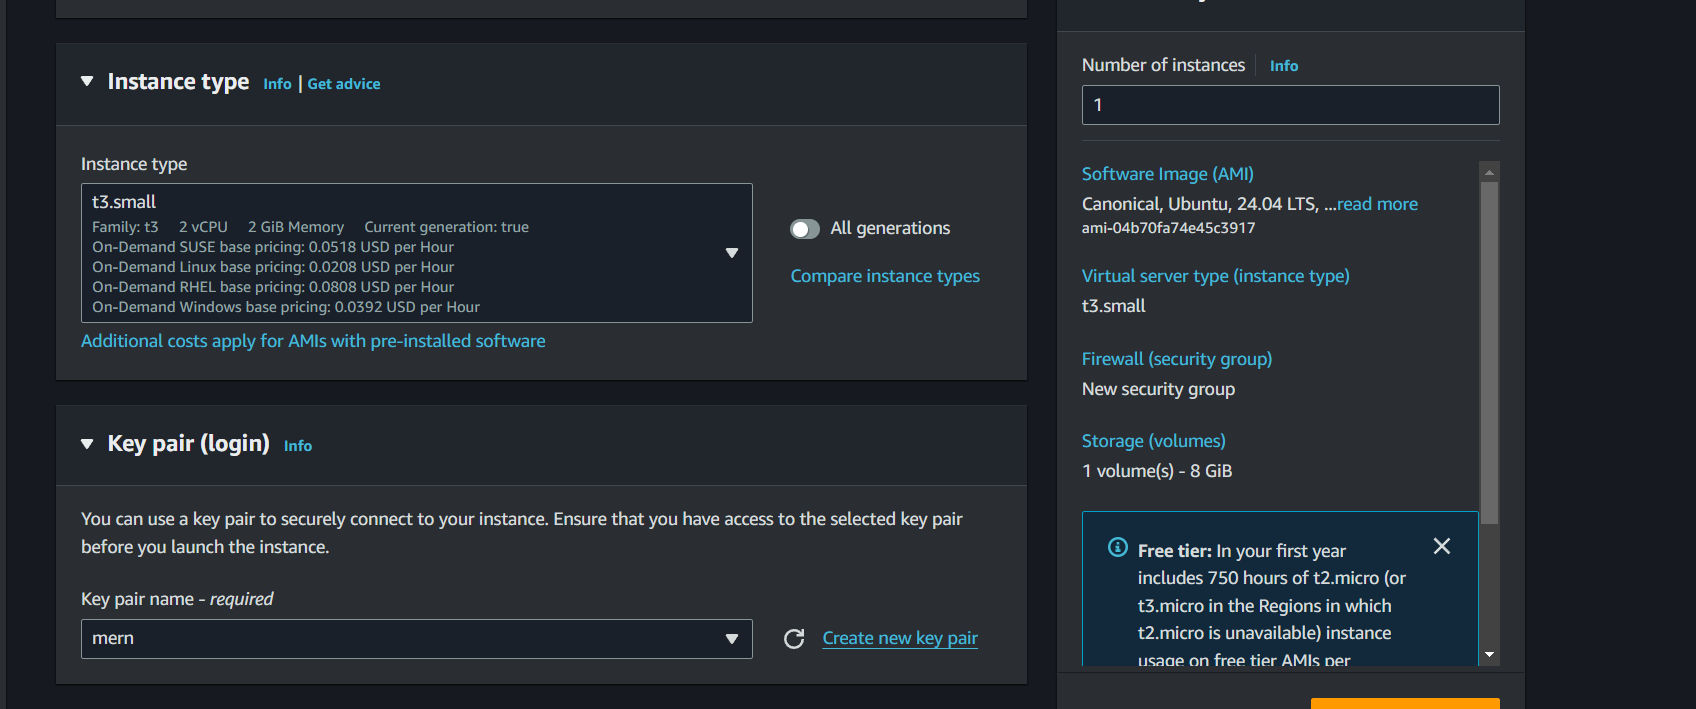 Instance type Info | Get advice
Instance type
t3.small
Family: t3 2 vCPU 2 GiB Memory Current generation: true
On-Demand SUSE base pricing: 0.0518 USD per Hour
On-Demand Linux base pricing: 0.0208 USD per Hour
On-Demand RHEL base pricing: 0.0808 USD per Hour
On-Demand Windows base pricing: 0.0392 USD per Hour
All generations
Compare instance types
Additional costs apply for AMIs with pre-installed software
Key pair (login) Info
You can use a key pair to securely connect to your instance. Ensure that you have access to the selected key pair
before you launch the instance.
Key pair name - required
mern
Create new key pair
Number of instances Info
1
Software Image (AMI)
Canonical, Ubuntu, 24.04 LTS, ...read more
ami-04b70fa74e45c3917
Virtual server type (instance type)
t3.small
Firewall (security group)
New security group
Storage (volumes)
1 volume(s) - 8 GiB
Free tier: In your first year
includes 750 hours of t2.micro (or
t3.micro in the Regions in which
t2.micro is unavailable) instance
usage on free tier AMIs per